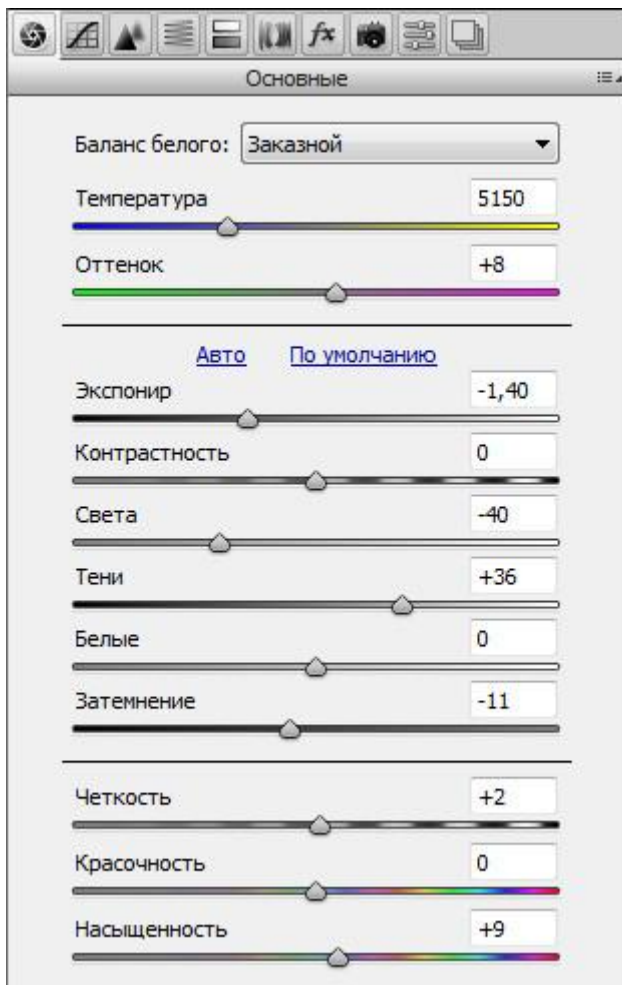 fx
Основные
Баланс белого: Заказной
Температура 5150
Оттенок +8
Авто По умолчанию
Экспонир -1,40
Контрастность 0
Света -40
Тени +36
Белые 0
Затемнение -11
Четкость +2
Красочность 0
Насыщенность +9